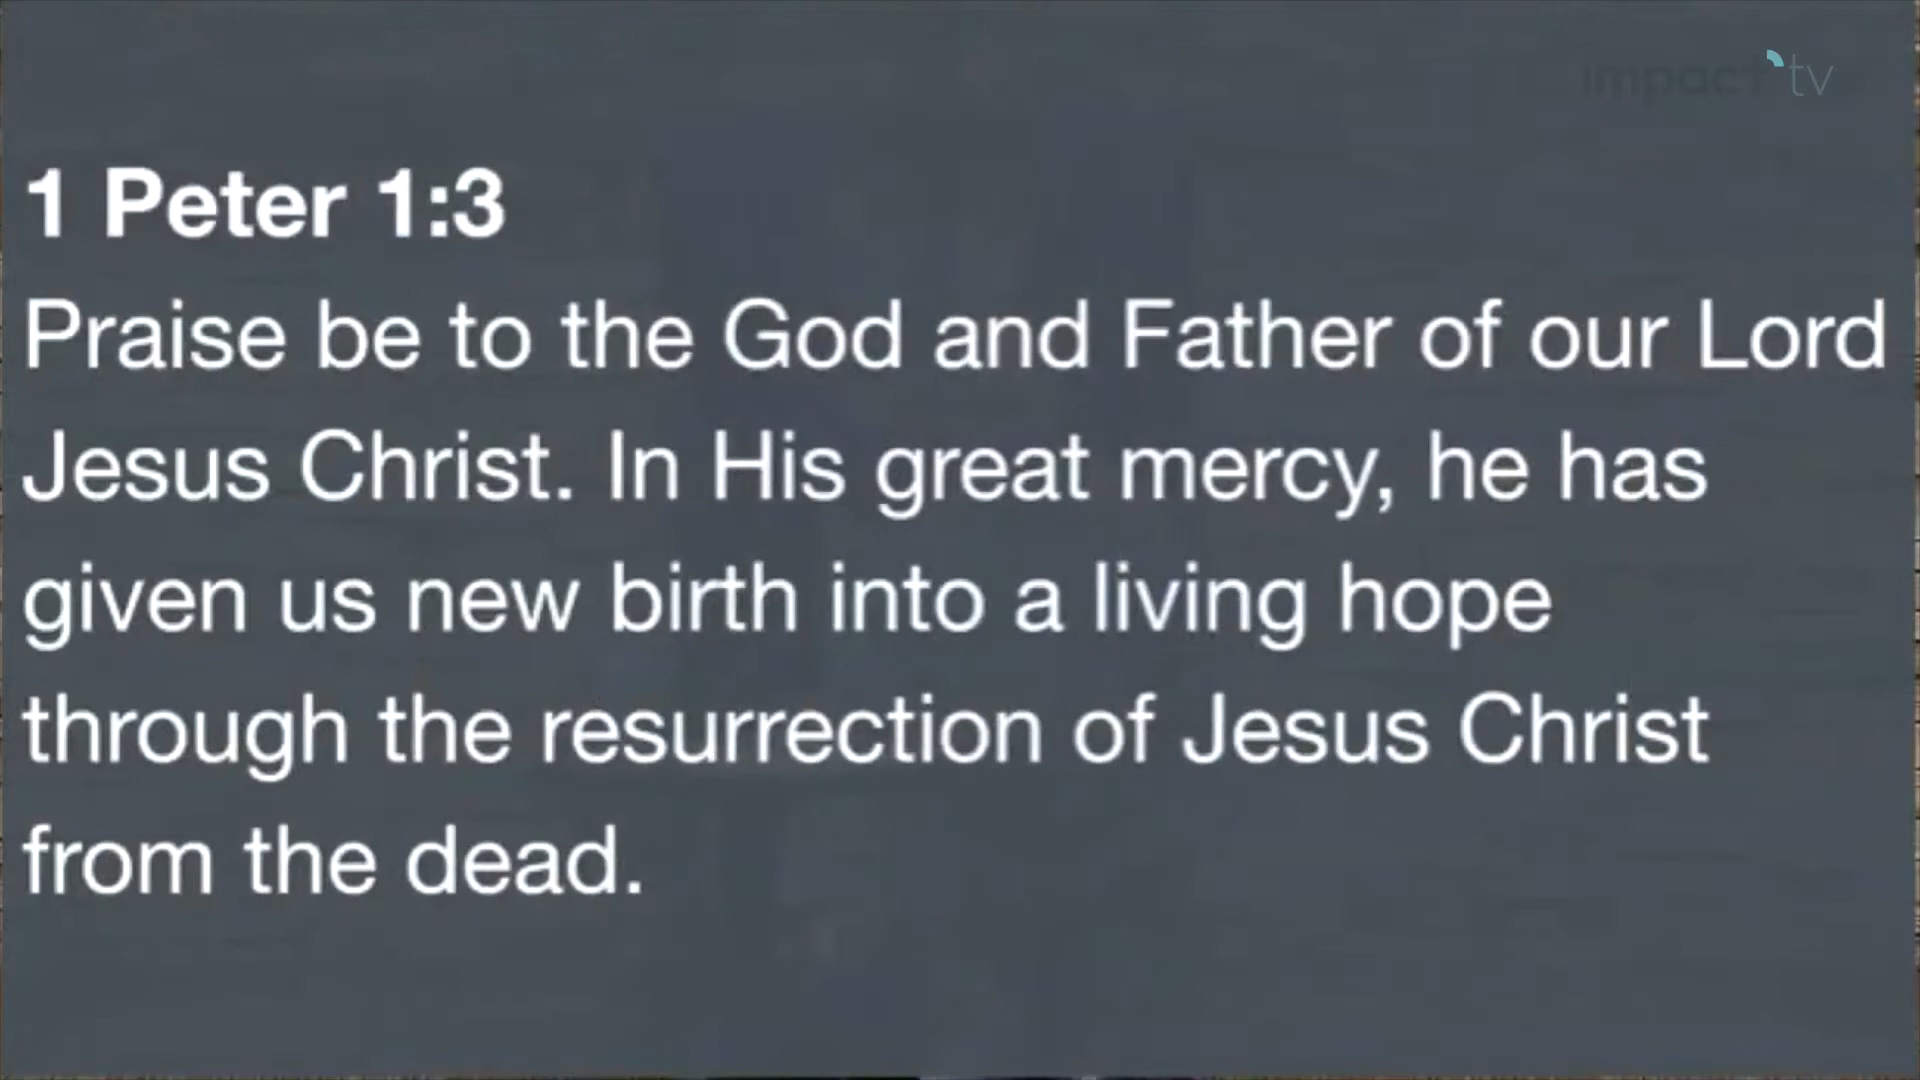 impact tv
1 Peter 1:3
Praise be to the God and Father of our Lord
Jesus Christ. In His great mercy, he has
given us new birth into a living hope
through the resurrection of Jesus Christ
from the dead.